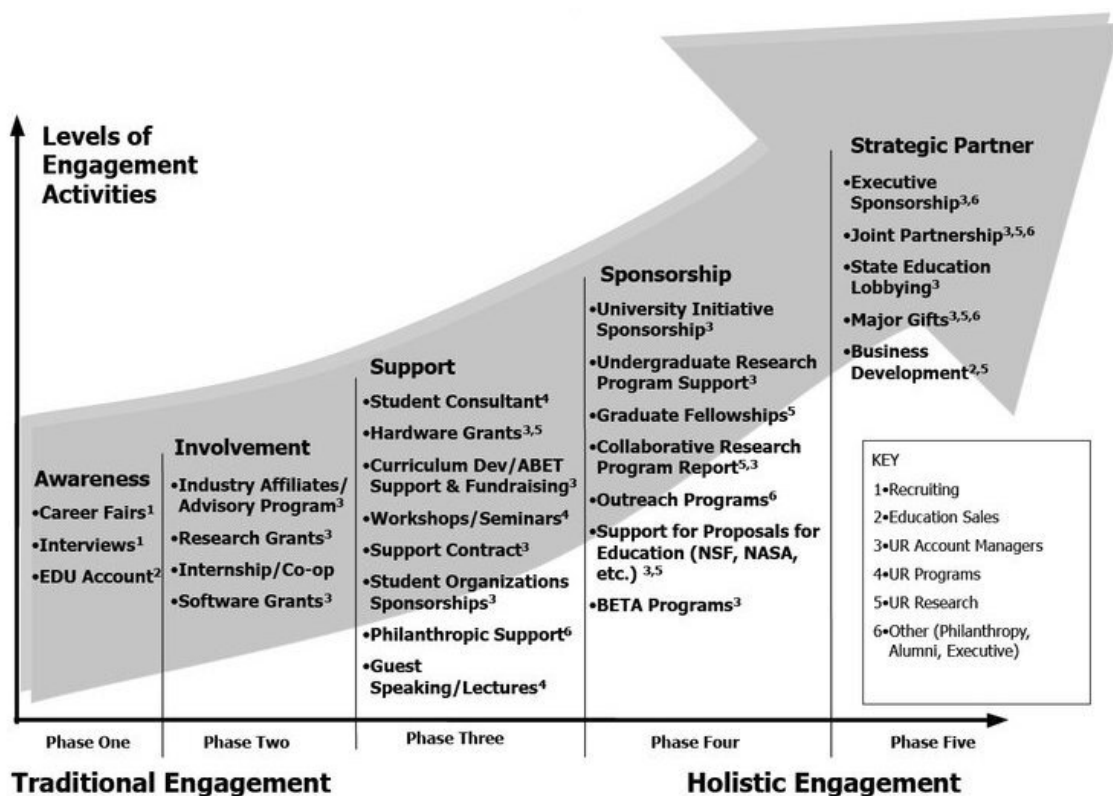 Levels of
Engagement
Activities
Awareness
•Career Fairs¹
•Interviews¹
•EDU Account²
Involvement
•Industry Affiliates/
Advisory Program³
•Research Grants³
•Internship/Co-op
•Software Grants³
Support
•Student Consultant⁴
•Hardware Grants³,⁵
•Curriculum Dev/ABET
Support & Fundraising³
•Workshops/Seminars⁴
•Support Contract³
•Student Organizations
Sponsorships³
•Philanthropic Support⁶
•Guest
Speaking/Lectures⁴
Sponsorship
•University Initiative
Sponsorship³
•Undergraduate Research
Program Support³
•Graduate Fellowships⁵
•Collaborative Research
Program Report⁵,³
•Outreach Programs⁶
•Support for Proposals for
Education (NSF, NASA,
etc.) ³,⁵
•BETA Programs³
Strategic Partner
•Executive
Sponsorship³,⁶
•Joint Partnership³,⁵,⁶
•State Education
Lobbying³
•Major Gifts³,⁵,⁶
•Business
Development²,⁵
KEY
1•Recruiting
2•Education Sales
3•UR Account Managers
4•UR Programs
5•UR Research
6•Other (Philanthropy,
Alumni, Executive)
Phase One
Phase Two
Phase Three
Phase Four
Phase Five
Traditional Engagement
Holistic Engagement